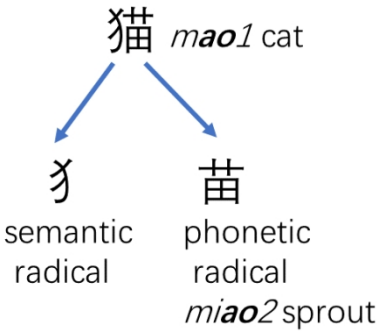 猫 mao1 cat
犭 苗
semantic phonetic
radical radical
miao2 sprout